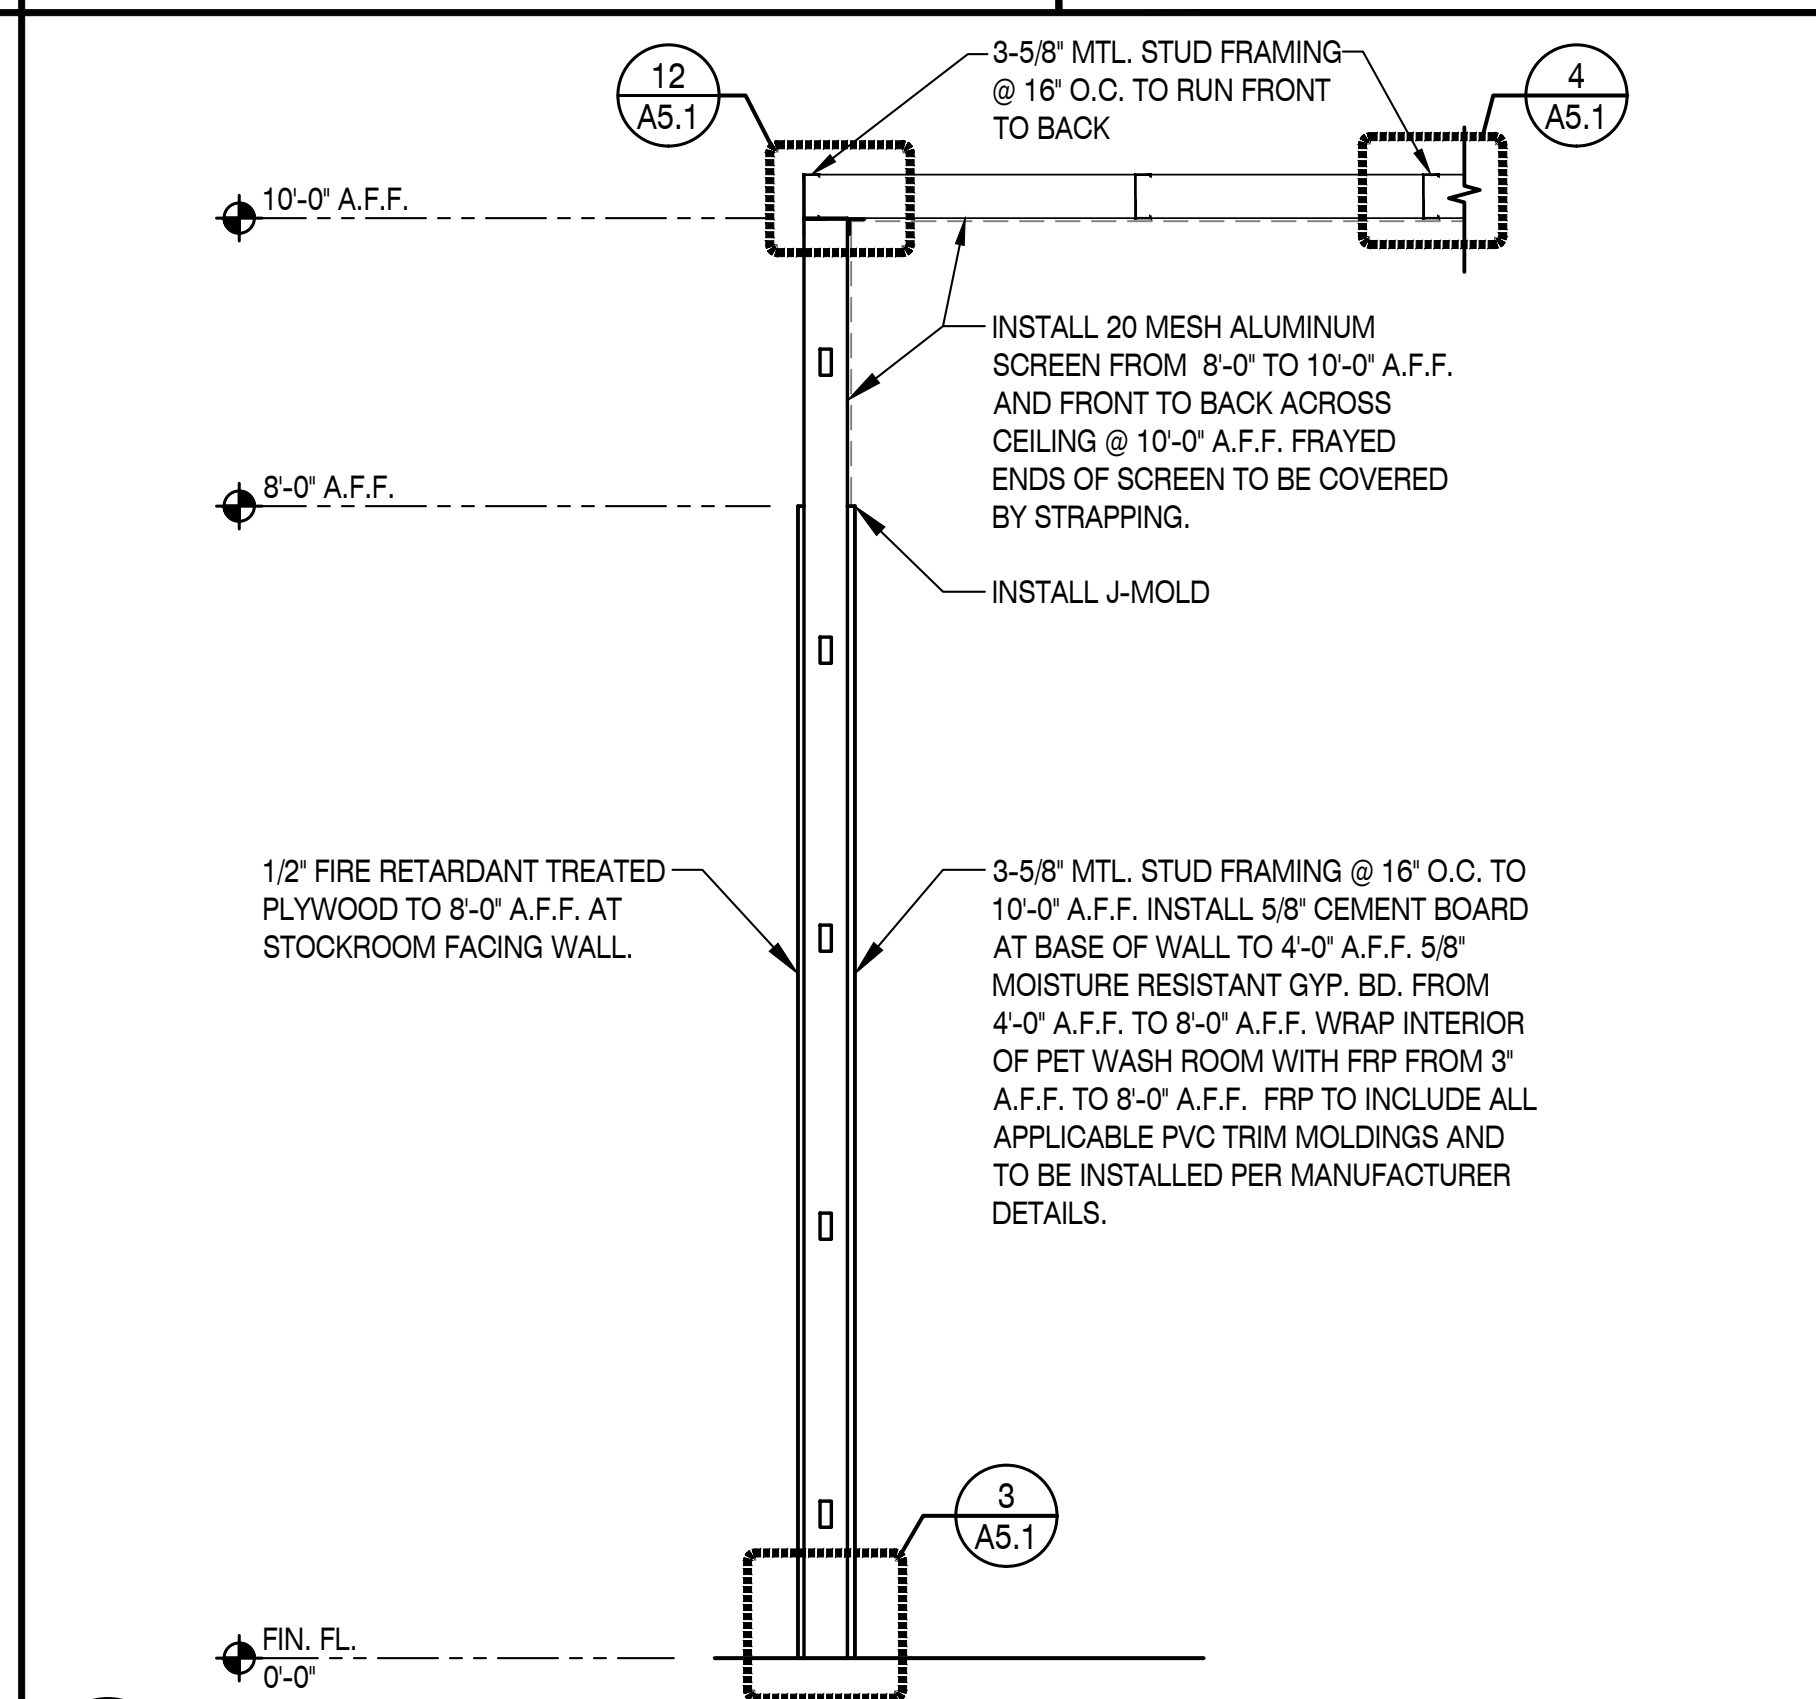 12
A5.1
3-5/8" MTL. STUD FRAMING
@ 16" O.C. TO RUN FRONT
TO BACK
4
A5.1
10'-0" A.F.F.
INSTALL 20 MESH ALUMINUM
SCREEN FROM  8'-0" TO 10'-0" A.F.F.
AND FRONT TO BACK ACROSS
CEILING @ 10'-0" A.F.F. FRAYED
ENDS OF SCREEN TO BE COVERED
BY STRAPPING.
8'-0" A.F.F.
INSTALL J-MOLD
1/2" FIRE RETARDANT TREATED
PLYWOOD TO 8'-0" A.F.F. AT
STOCKROOM FACING WALL.
3-5/8" MTL. STUD FRAMING @ 16" O.C. TO
10'-0" A.F.F. INSTALL 5/8" CEMENT BOARD
AT BASE OF WALL TO 4'-0" A.F.F. 5/8"
MOISTURE RESISTANT GYP. BD. FROM
4'-0" A.F.F. TO 8'-0" A.F.F. WRAP INTERIOR
OF PET WASH ROOM WITH FRP FROM 3"
A.F.F. TO 8'-0" A.F.F.  FRP TO INCLUDE ALL
APPLICABLE PVC TRIM MOLDINGS AND
TO BE INSTALLED PER MANUFACTURER
DETAILS.
3
A5.1
FIN. FL.
0'-0"